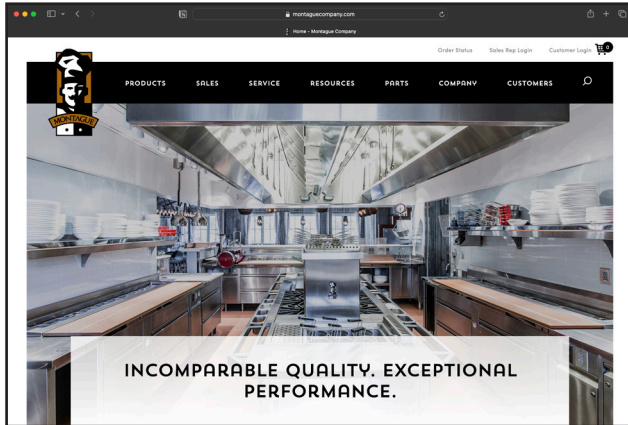 montaguecompany.com
Home – Montague Company
Order Status Sales Rep Login Customer Login 0
PRODUCTS SALES SERVICE RESOURCES PARTS COMPANY CUSTOMERS
MONTAGUE
INCOMPARABLE QUALITY. EXCEPTIONAL
PERFORMANCE.